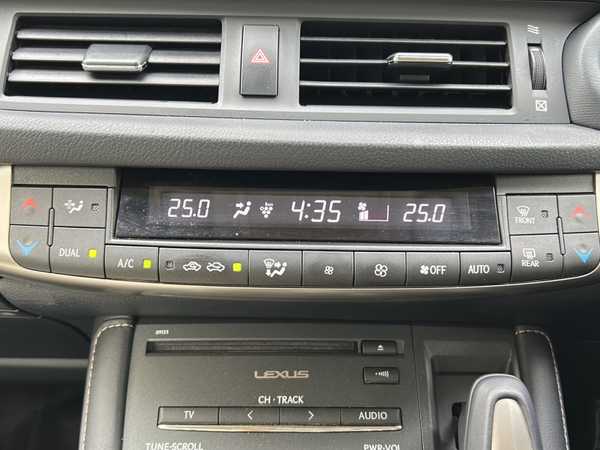 25.0 4:35 25.0
FRONT
DUAL A/C OFF AUTO REAR
09123
LEXUS
CH · TRACK
TV < > AUDIO
TUNE·SCROLL PWR·VOL